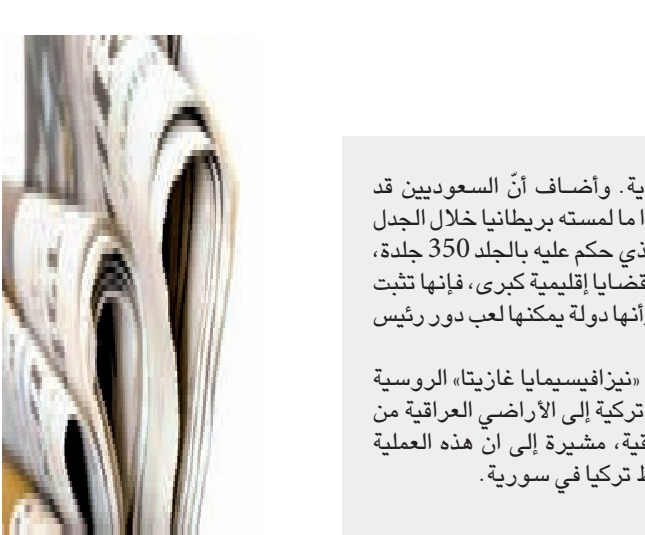 ية. وأضاف أنّ السعوديين قد
ا ما لمسته بريطانيا خلال الجدل
ذي حكم عليه بالجلد 350 جلدة،
قضايا إقليمية كبرى، فإنها تثبت
أنها دولة يمكنها لعب دور رئيس
«نيزافيسيمايا غازيتا» الروسية
تركية إلى الأراضي العراقية من
قية، مشيرة إلى ان هذه العملية
ط تركيا في سورية.